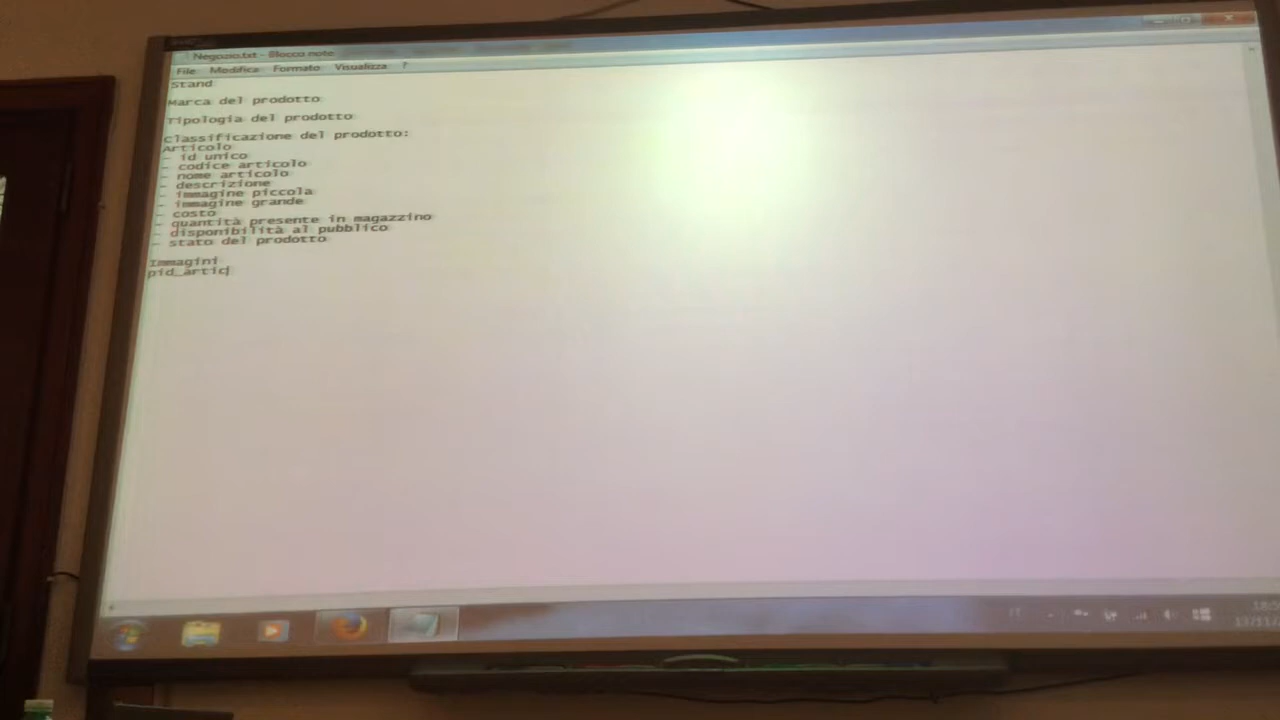 Negozio.txt - Blocco note
File Modifica Formato Visualizza ?
Stand
Marca del prodotto
Tipologia del prodotto
Classificazione del prodotto:
Articolo
- id unico
- codice articolo
- nome articolo
- descrizione
- immagine piccola
- immagine grande
- costo
- quantità presente in magazzino
- disponibilità al pubblico
- stato del prodotto
Immagini
pid_artic
IT